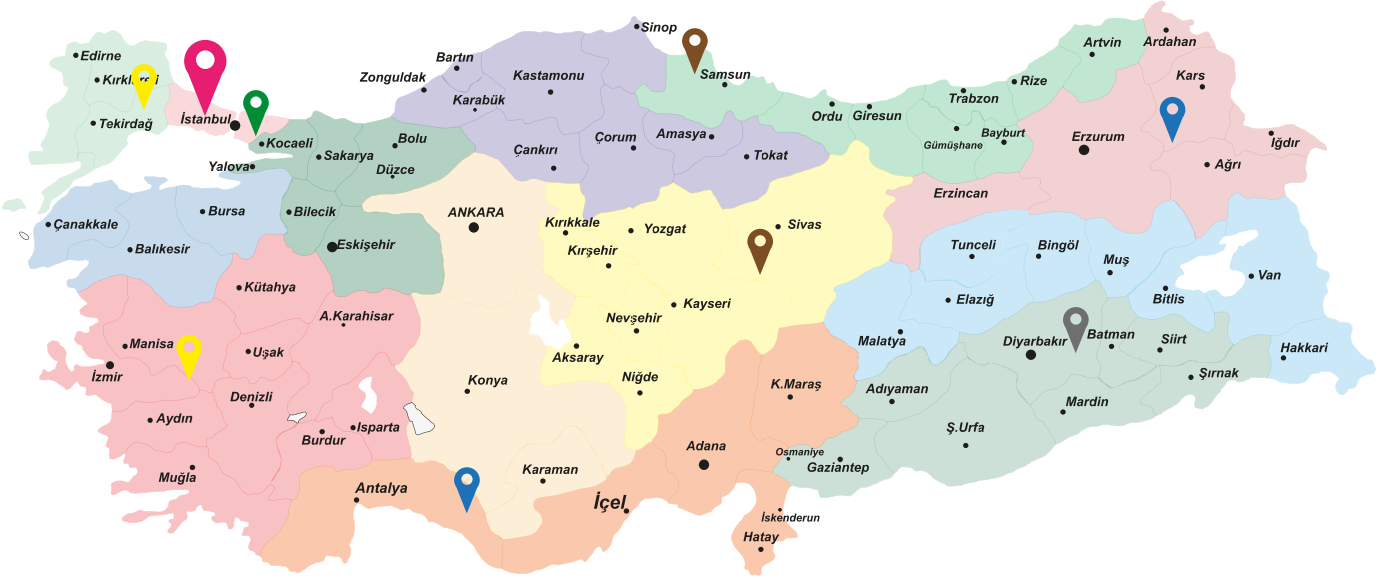 Sinop
Edirne
Artvin
Ardahan
Bartın
Zonguldak
Kastamonu
Samsun
Kars
Kırklareli
Rize
Karabük
Trabzon
Ordu
Giresun
Tekirdağ
İstanbul
Kocaeli
Bolu
Çorum
Amasya
Gümüşhane
Bayburt
Erzurum
Iğdır
Yalova
Sakarya
Düzce
Çankırı
Tokat
Ağrı
Erzincan
Çanakkale
Bursa
Bilecik
ANKARA
Kırıkkale
Yozgat
Sivas
Balıkesir
Eskişehir
Kırşehir
Tunceli
Bingöl
Muş
Van
Kütahya
Elazığ
Bitlis
A.Karahisar
Nevşehir
Kayseri
Manisa
Uşak
Aksaray
Malatya
Diyarbakır
Batman
Siirt
Hakkari
İzmir
Konya
Niğde
K.Maraş
Adıyaman
Şırnak
Denizli
Mardin
Aydın
Burdur
Isparta
Ş.Urfa
Adana
Osmaniye
Gaziantep
Muğla
Antalya
Karaman
İçel
İskenderun
Hatay